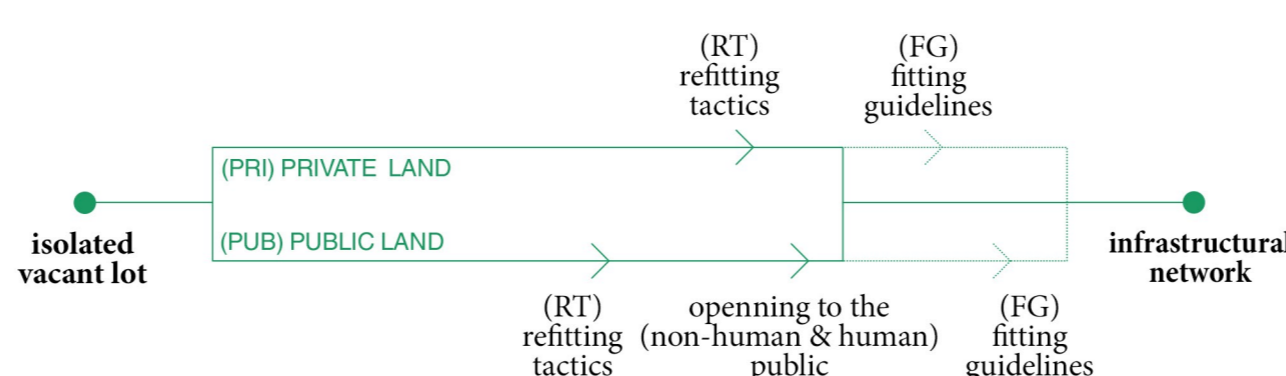 (RT)
refitting
tactics
(FG)
fitting
guidelines
(PRI) PRIVATE LAND
(PUB) PUBLIC LAND
isolated
vacant lot
infrastructural
network
(RT)
refitting
tactics
openning to the
(non-human & human)
public
(FG)
fitting
guidelines